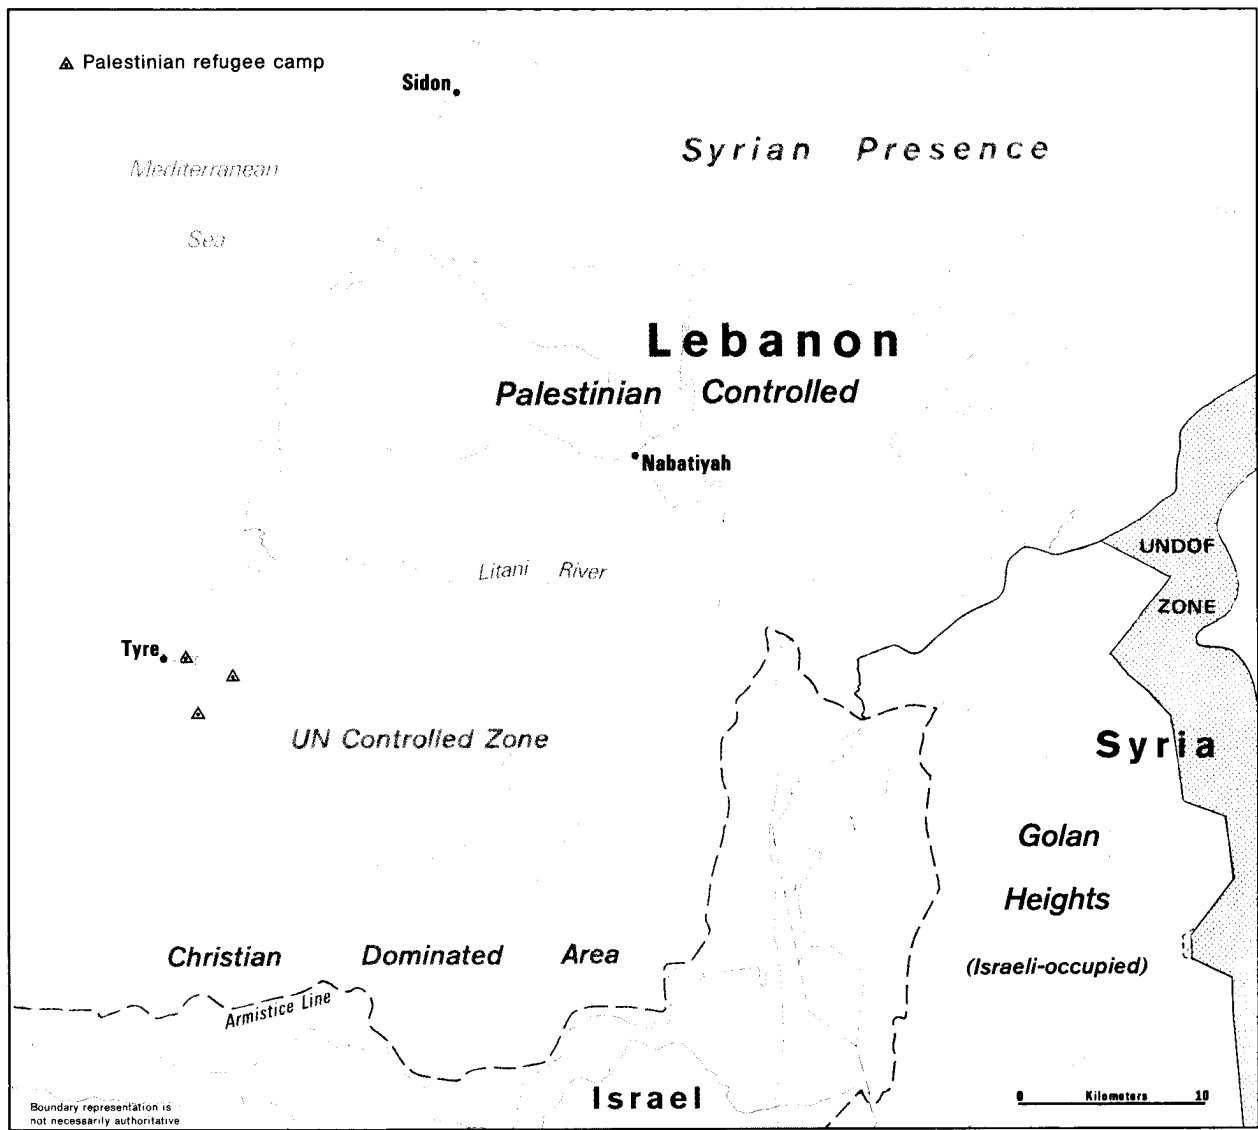 Palestinian refugee camp
Sidon
Syrian Presence
Mediterranean
Sea
Lebanon
Palestinian Controlled
Nabatiyah
UNDOF
ZONE
Litani River
Tyre
UN Controlled Zone
Syria
Golan
Heights
(Israeli-occupied)
Christian Dominated Area
Armistice Line
Israel
0 Kilometers 10
Boundary representation is
not necessarily authoritative